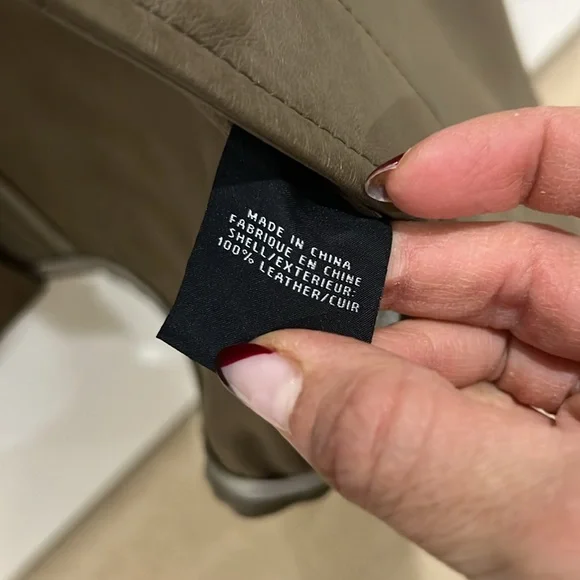 MADE IN CHINA
FABRIQUE EN CHINE
SHELL/EXTERIEUR:
100% LEATHER/CUIR